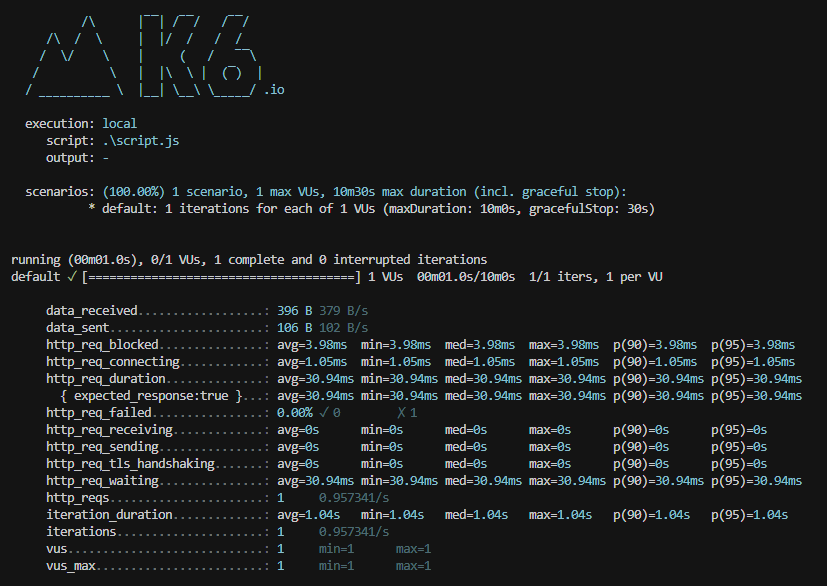 /\      |‾‾| /‾‾/   /‾‾/
     /\  /  \     |  |/  /   /  /
    /  \/    \    |     (   /   ‾‾\
   /          \   |  |\  \ |  (‾)  |
  / __________ \  |__| \__\ \_____/ .io
execution: local
script: .\script.js
output: -
scenarios: (100.00%) 1 scenario, 1 max VUs, 10m30s max duration (incl. graceful stop):
* default: 1 iterations for each of 1 VUs (maxDuration: 10m0s, gracefulStop: 30s)
running (00m01.0s), 0/1 VUs, 1 complete and 0 interrupted iterations
default ✓ [======================================] 1 VUs  00m01.0s/10m0s  1/1 iters, 1 per VU
data_received..................: 396 B 379 B/s
data_sent......................: 106 B 102 B/s
http_req_blocked...............: avg=3.98ms  min=3.98ms  med=3.98ms  max=3.98ms  p(90)=3.98ms  p(95)=3.98ms
http_req_connecting............: avg=1.05ms  min=1.05ms  med=1.05ms  max=1.05ms  p(90)=1.05ms  p(95)=1.05ms
http_req_duration..............: avg=30.94ms min=30.94ms med=30.94ms max=30.94ms p(90)=30.94ms p(95)=30.94ms
{ expected_response:true }...: avg=30.94ms min=30.94ms med=30.94ms max=30.94ms p(90)=30.94ms p(95)=30.94ms
http_req_failed................: 0.00% ✓ 0        ✗ 1
http_req_receiving.............: avg=0s      min=0s      med=0s      max=0s      p(90)=0s      p(95)=0s
http_req_sending...............: avg=0s      min=0s      med=0s      max=0s      p(90)=0s      p(95)=0s
http_req_tls_handshaking.......: avg=0s      min=0s      med=0s      max=0s      p(90)=0s      p(95)=0s
http_req_waiting...............: avg=30.94ms min=30.94ms med=30.94ms max=30.94ms p(90)=30.94ms p(95)=30.94ms
http_reqs......................: 1     0.957341/s
iteration_duration.............: avg=1.04s   min=1.04s   med=1.04s   max=1.04s   p(90)=1.04s   p(95)=1.04s
iterations.....................: 1     0.957341/s
vus............................: 1     min=1      max=1
vus_max........................: 1     min=1      max=1